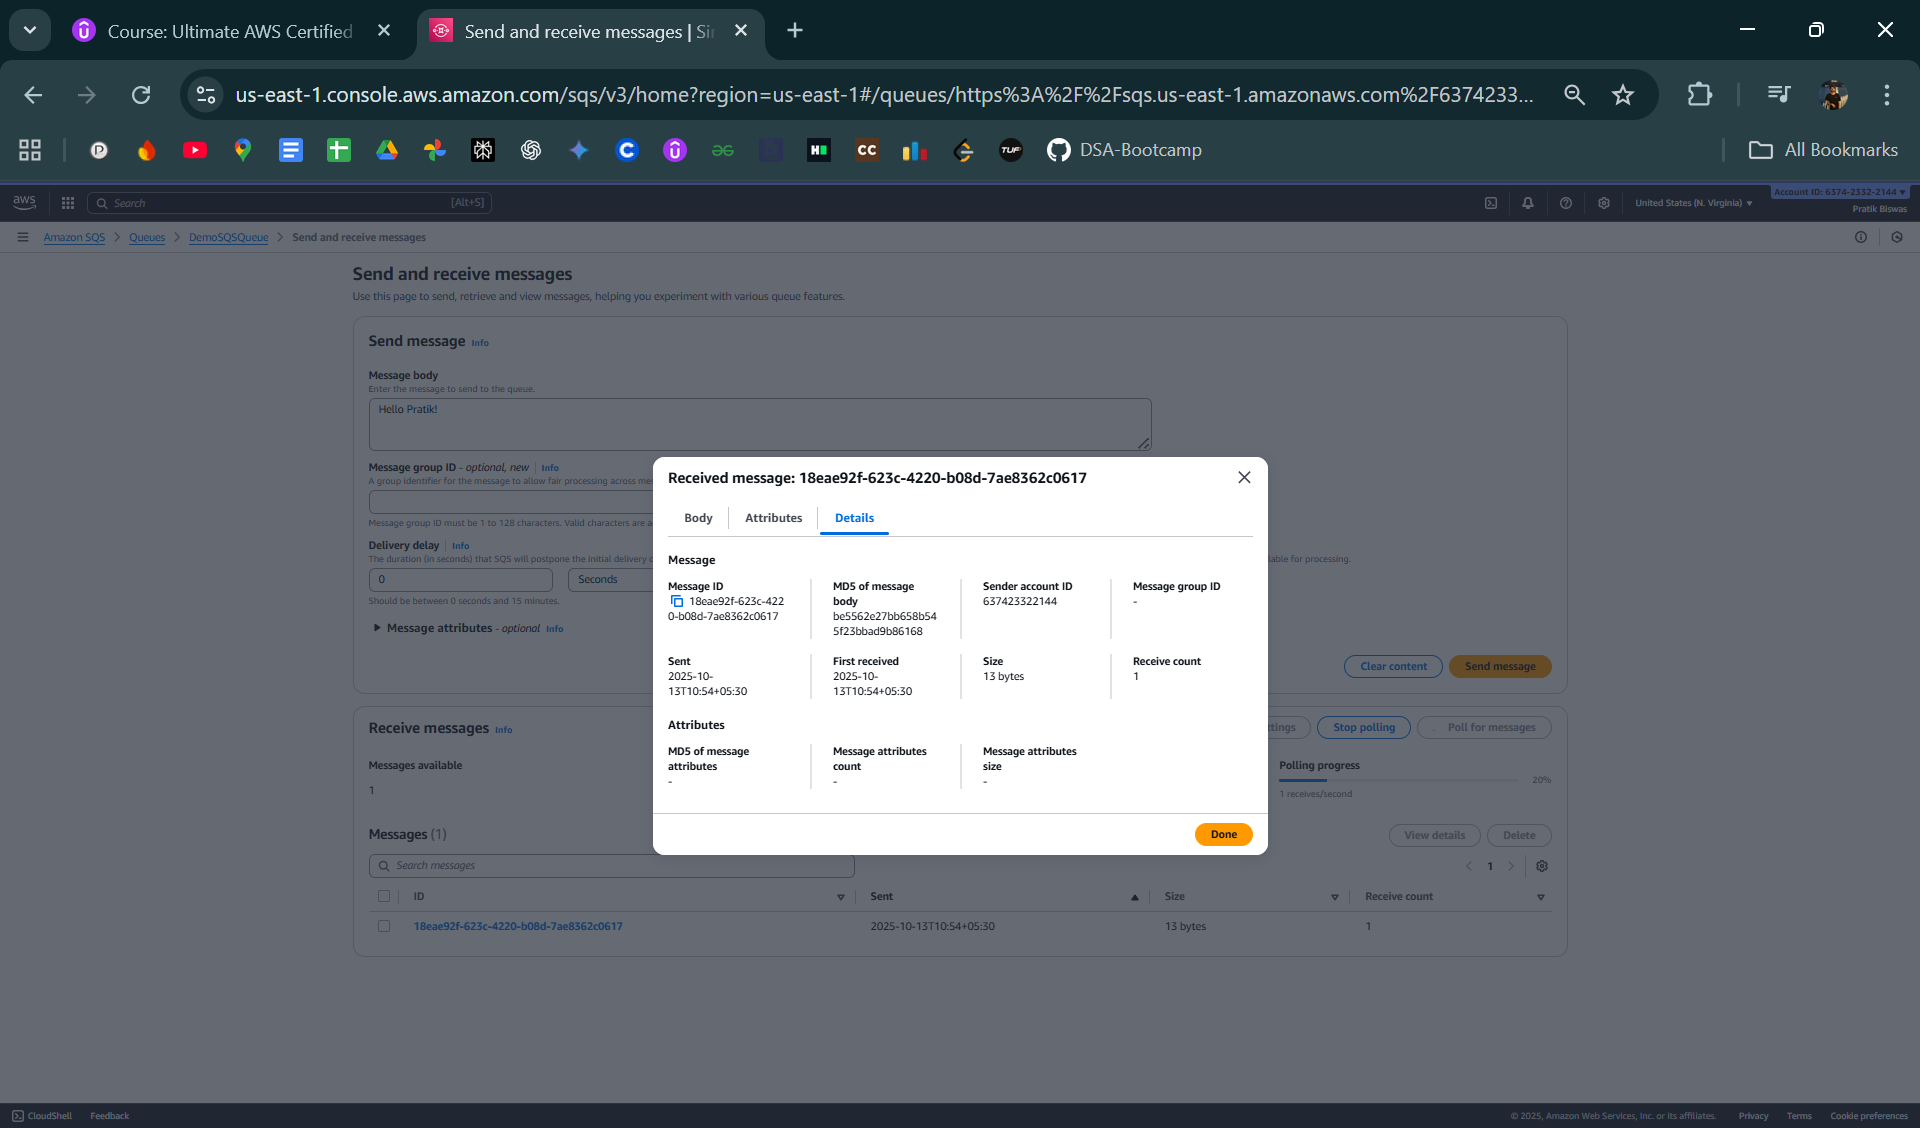 Course: Ultimate AWS Certified
Send and receive messages | Sir
us-east-1.console.aws.amazon.com/sqs/v3/home?region=us-east-1#/queues/https%3A%2F%2Fsqs.us-east-1.amazonaws.com%2F6374233...
DSA-Bootcamp
All Bookmarks
aws
Search
[Alt+S]
United States (N. Virginia)
Account ID: 6374-2332-2144
Pratik Biswas
Amazon SQS > Queues > DemoSQSQueue > Send and receive messages
Send and receive messages
Use this page to send, retrieve and view messages, helping you experiment with various queue features.
Send message Info
Message body
Enter the message to send to the queue.
Hello Pratik!
Message group ID - optional, new Info
A group identifier for the message to allow fair processing across
Message group ID must be 1 to 128 characters. Valid characters are a
Delivery delay Info
The duration (in seconds) that SQS will postpone the initial delivery
lable for processing.
0
Seconds
Should be between 0 seconds and 15 minutes.
Message attributes - optional Info
Clear content
Send message
Received message: 18eae92f-623c-4220-b08d-7ae8362c0617
Body
Attributes
Details
Message
Message ID
18eae92f-623c-422
0-b08d-7ae8362c0617
MD5 of message
body
be5562e27bb658b54
5f23bbad9b86168
Sender account ID
637423322144
Message group ID
-
Sent
2025-10-
13T10:54+05:30
First received
2025-10-
13T10:54+05:30
Size
13 bytes
Receive count
1
Attributes
MD5 of message
attributes
-
Message attributes
count
-
Message attributes
size
-
Done
Receive messages Info
ttings
Stop polling
Poll for messages
Messages available
1
Polling progress
20%
1 receives/second
Messages (1)
View details
Delete
Search messages
1
ID
Sent
Size
Receive count
18eae92f-623c-4220-b08d-7ae8362c0617
2025-10-13T10:54+05:30
13 bytes
1
CloudShell
Feedback
© 2025, Amazon Web Services, Inc. or its affiliates.
Privacy
Terms
Cookie preferences